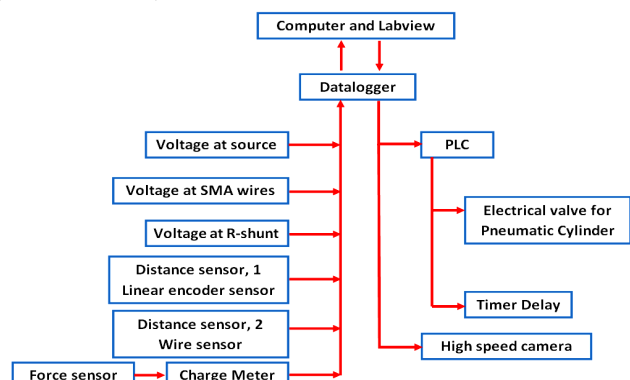 Computer and Labview
Datalogger
Voltage at source
PLC
Voltage at SMA wires
Electrical valve for
Pneumatic Cylinder
Voltage at R-shunt
Distance sensor, 1
Linear encoder sensor
Timer Delay
Distance sensor, 2
Wire sensor
High speed camera
Force sensor
Charge Meter